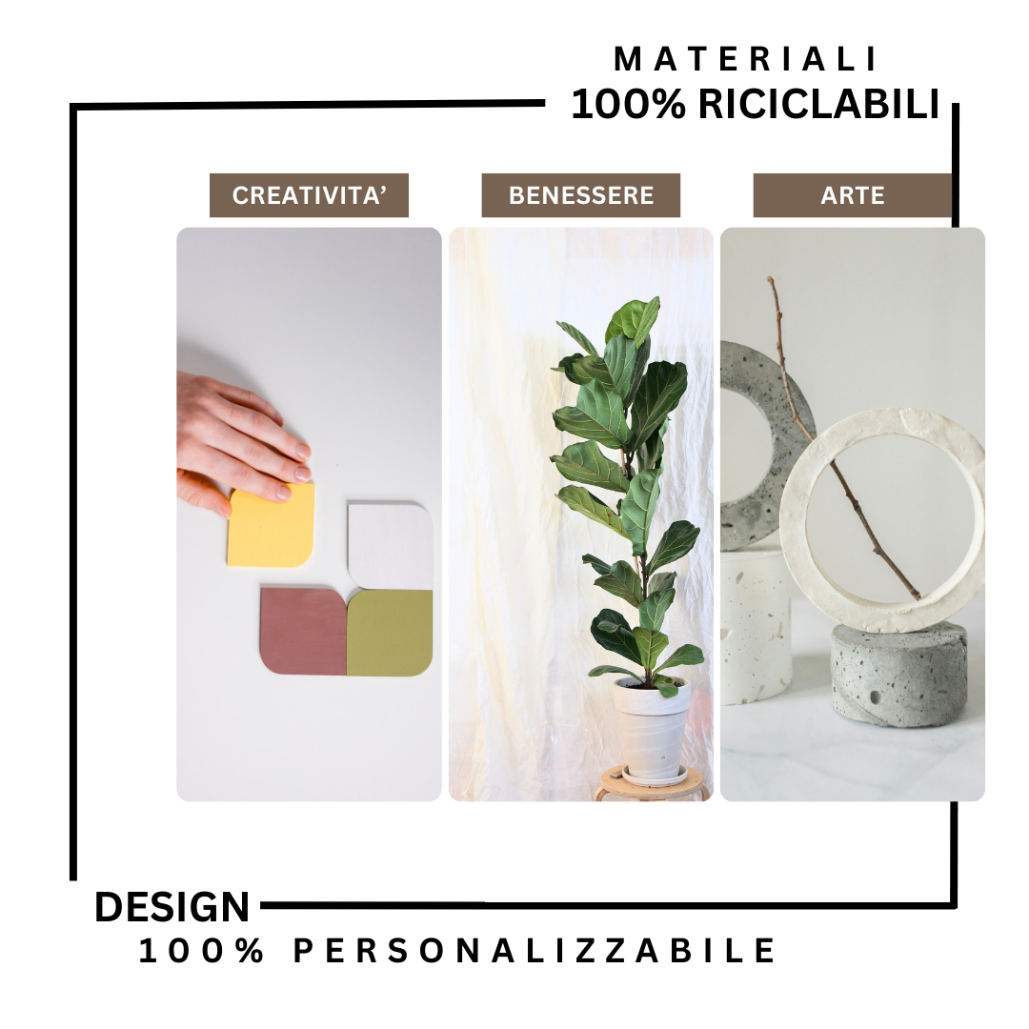 MATERIALI
100% RICICLABILI
CREATIVITA’
BENESSERE
ARTE
DESIGN
100% PERSONALIZZABILE